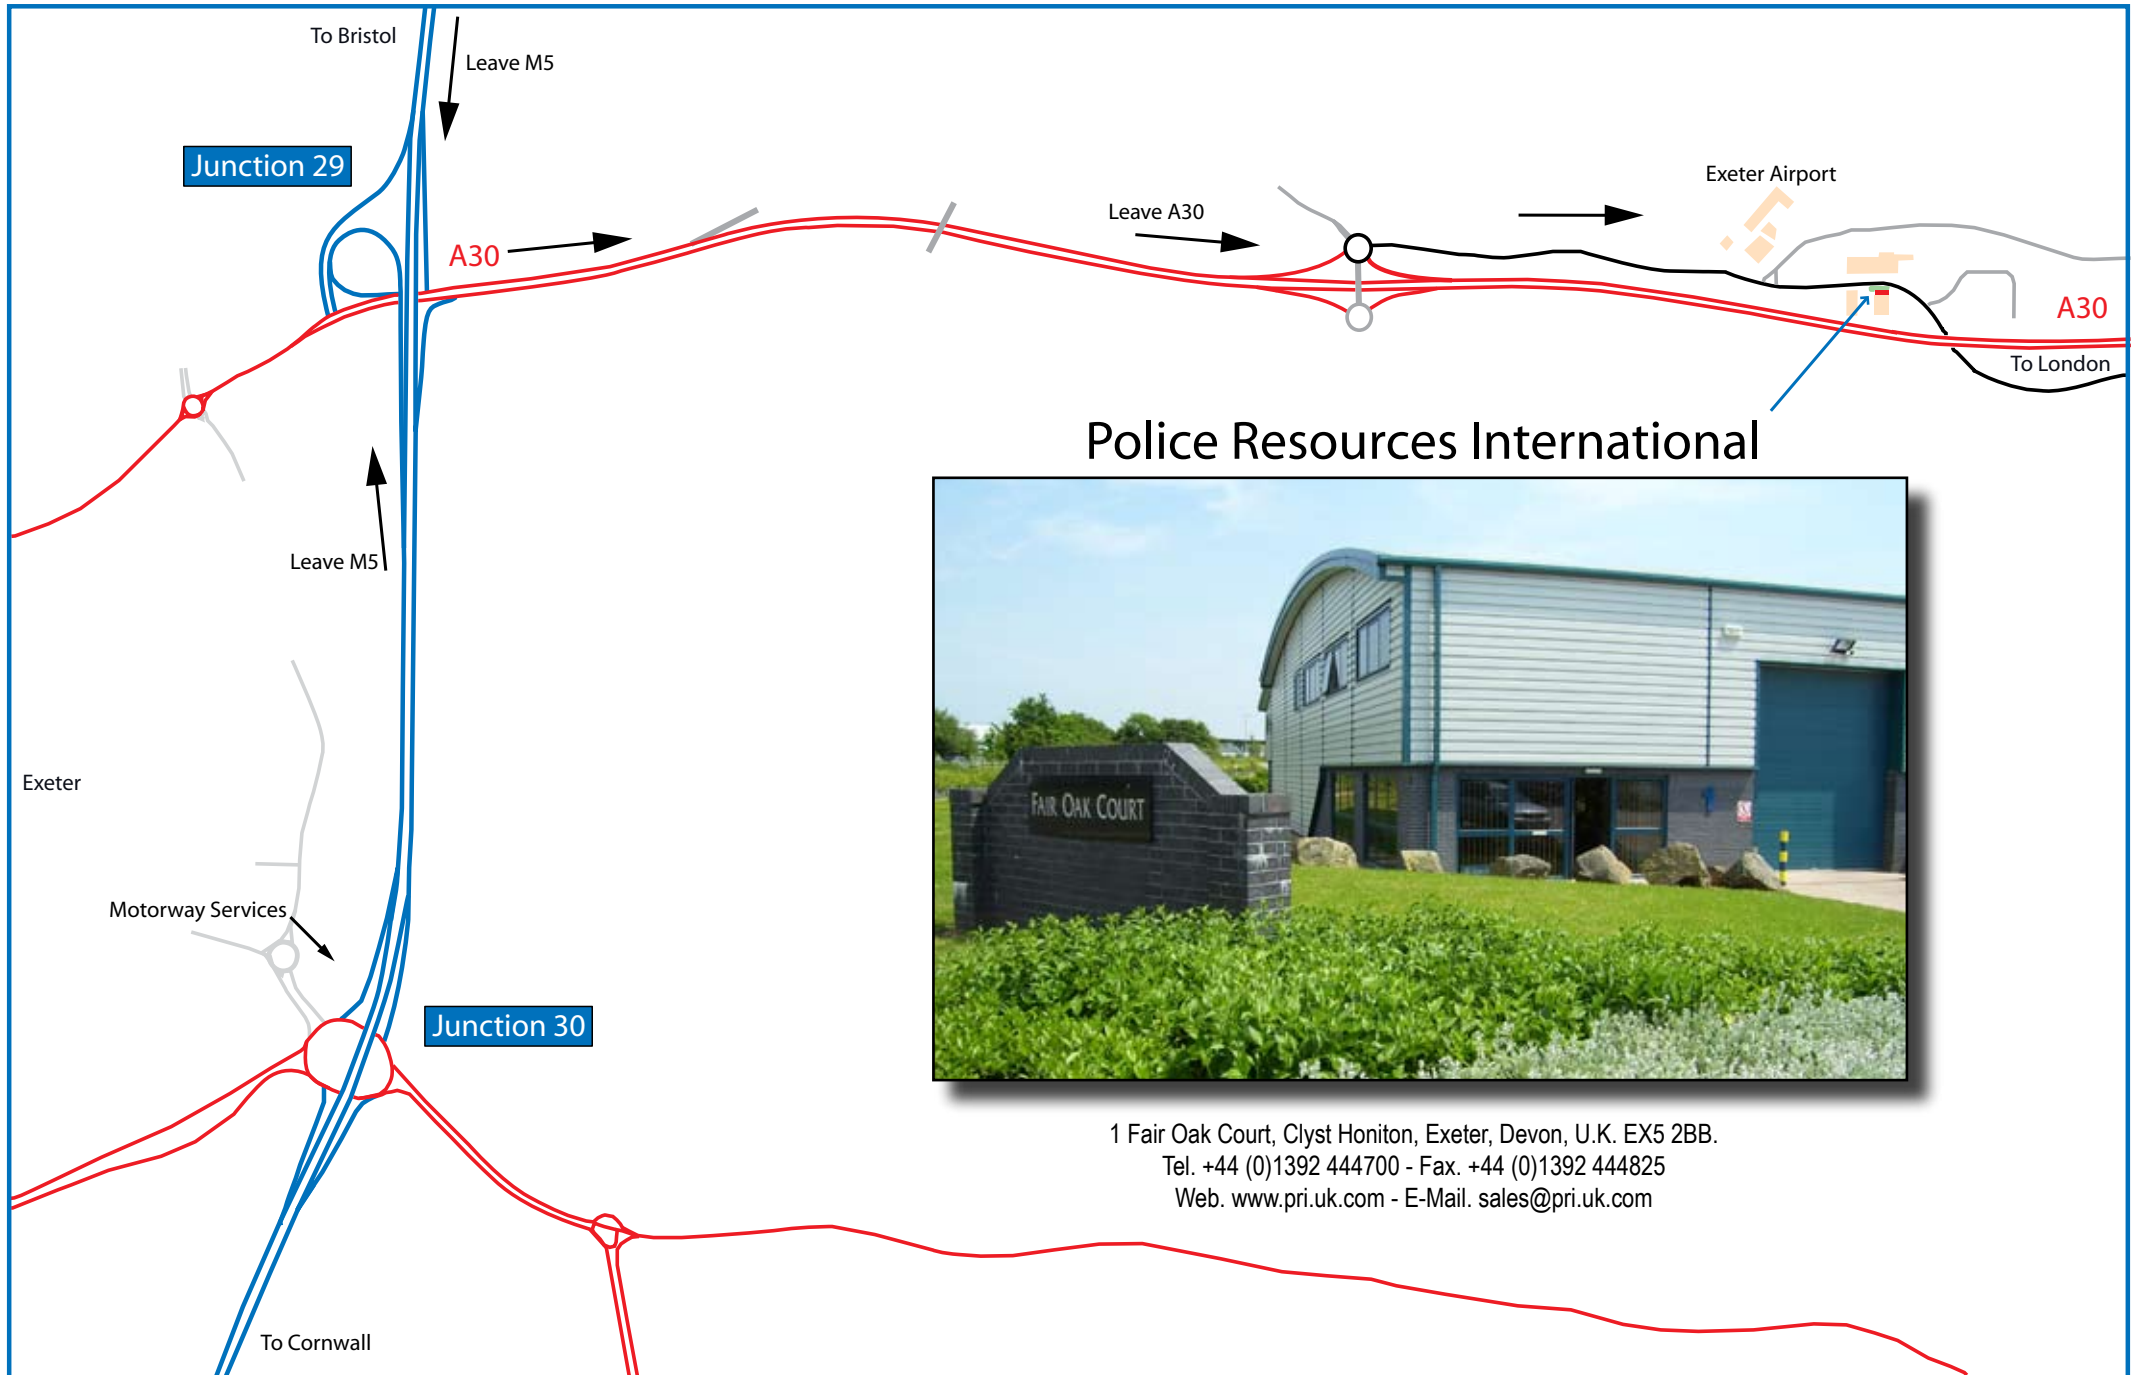 To Bristol
Leave M5
Junction 29
A30
Leave A30
Exeter Airport
A30
To London
Police Resources International
Leave M5
Exeter
FAIR OAK COURT
Motorway Services
Junction 30
1 Fair Oak Court, Clyst Honiton, Exeter, Devon, U.K. EX5 2BB.
Tel. +44 (0)1392 444700 - Fax. +44 (0)1392 444825
Web. www.pri.uk.com - E-Mail. sales@pri.uk.com
To Cornwall